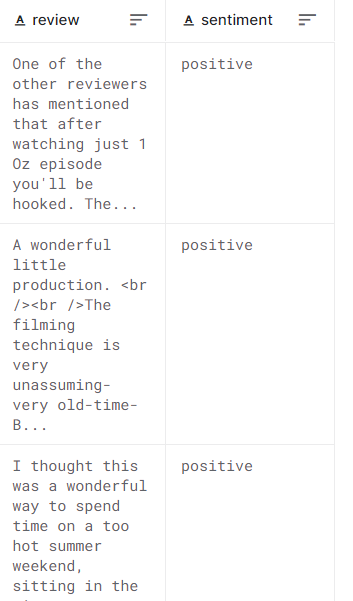 review
sentiment
One of the
other reviewers
has mentioned
that after
watching just 1
Oz episode
you'll be
hooked. The...
positive
A wonderful
little
production. <br
/><br />The
filming
technique is
very
unassuming-
very old-time-
B...
positive
I thought this
was a wonderful
way to spend
time on a too
hot summer
weekend,
sitting in the
positive